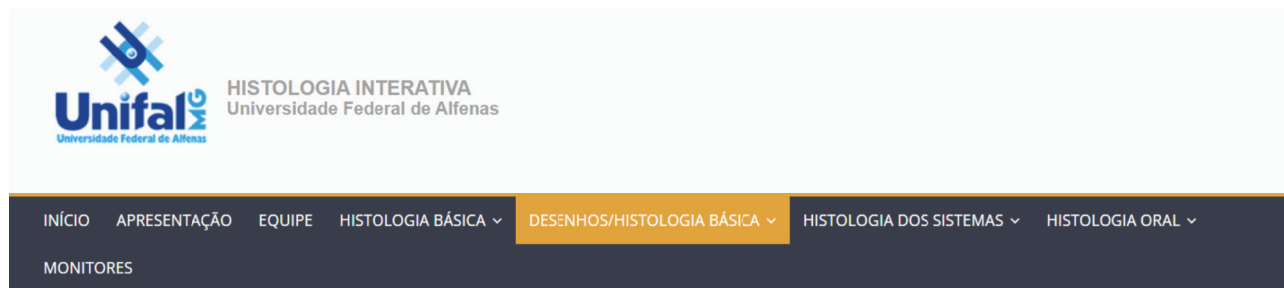 Unifal MG
Universidade Federal de Alfenas
HISTOLOGIA INTERATIVA
Universidade Federal de Alfenas
INÍCIO APRESENTAÇÃO EQUIPE HISTOLOGIA BÁSICA DESENHOS/HISTOLOGIA BÁSICA HISTOLOGIA DOS SISTEMAS HISTOLOGIA ORAL
MONITORES